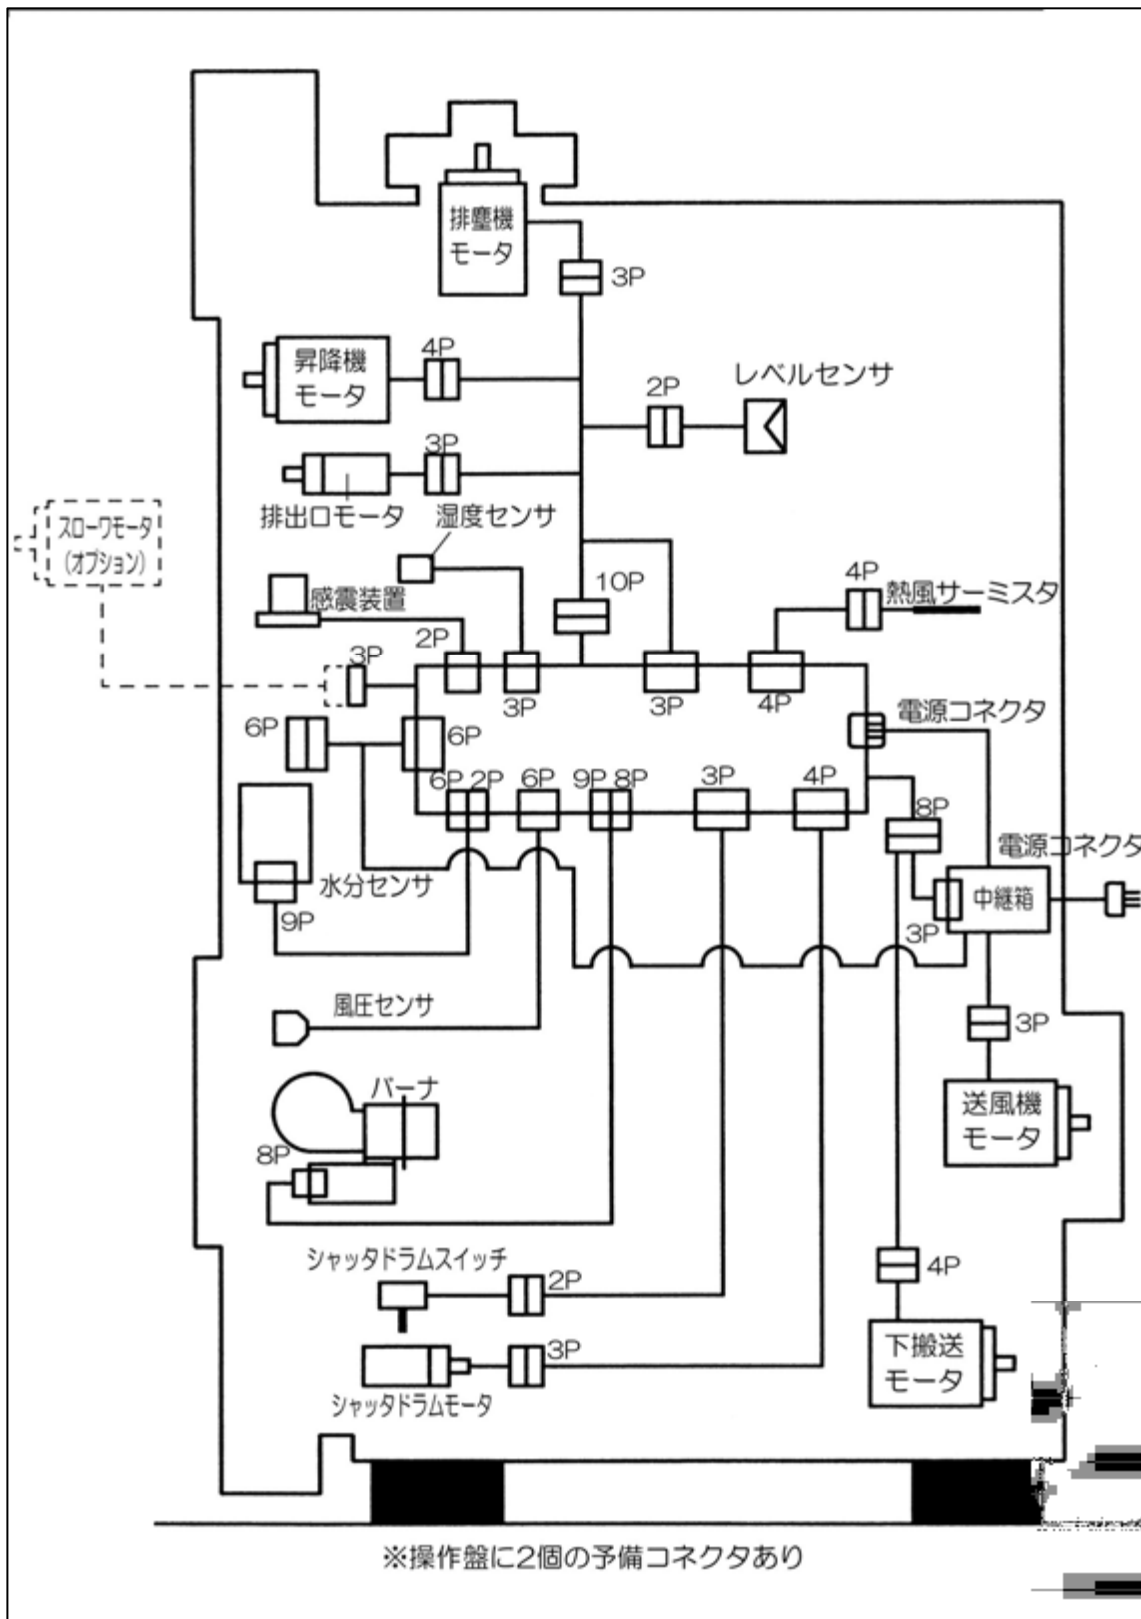 排塵機
モータ
3P
昇降機
モータ
4P
レベルセンサ
2P
3P
排出口モータ
湿度センサ
スローワモータ
(オプション)
10P
4P
熱風サーミスタ
感震装置
2P
3P
3P
3P
4P
電源コネクタ
6P
6P
6P
2P
6P
9P
8P
3P
4P
8P
電源コネクタ
中継箱
3P
水分センサ
9P
風圧センサ
3P
バーナ
8P
送風機
モータ
シャッタドラムスイッチ
2P
4P
3P
下搬送
モータ
シャッタドラムモータ
※操作盤に2個の予備コネクタあり